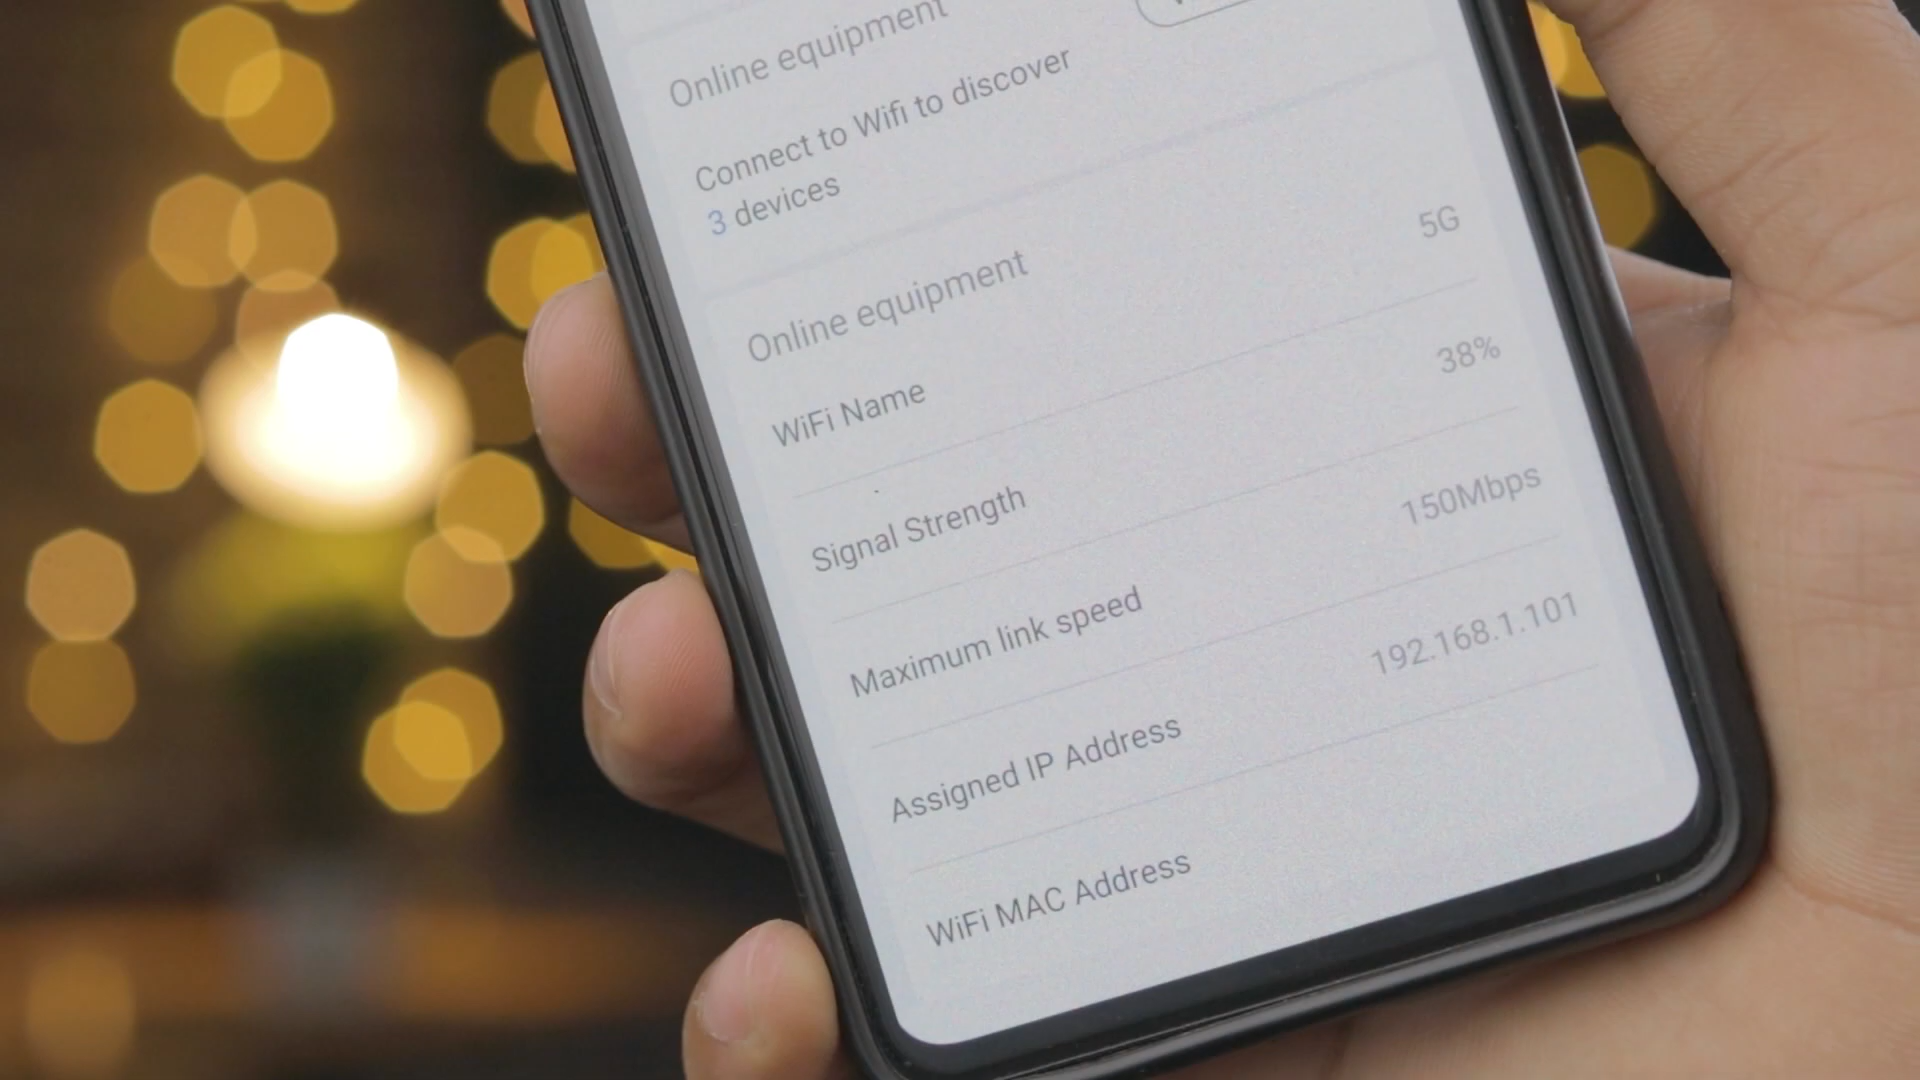 Online equipment
Connect to Wifi to discover
3 devices
Online equipment
WiFi Name 5G
Signal Strength 38%
Maximum link speed 150Mbps
Assigned IP Address 192.168.1.101
WiFi MAC Address